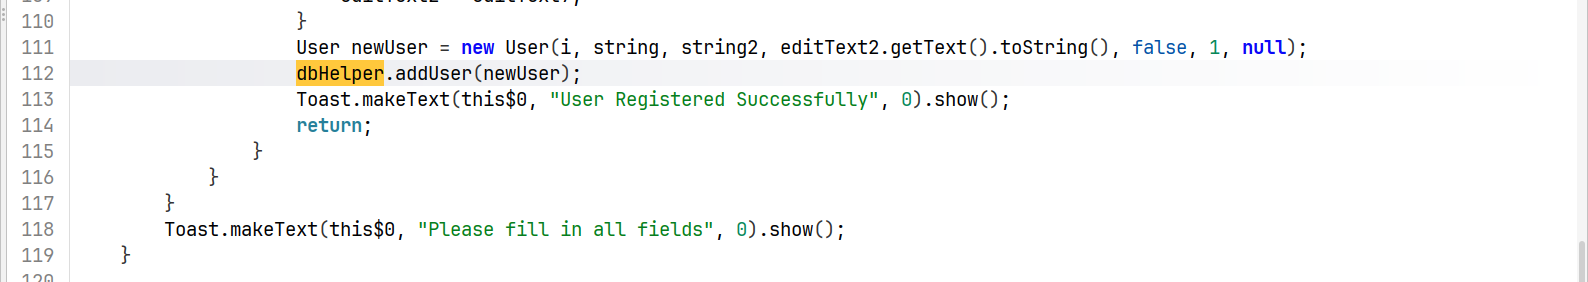 110 }
111 User newUser = new User(i, string, string2, editText2.getText().toString(), false, 1, null);
112 dbHelper.addUser(newUser);
113 Toast.makeText(this$0, "User Registered Successfully", 0).show();
114 return;
115 }
116 }
117 }
118 Toast.makeText(this$0, "Please fill in all fields", 0).show();
119 }
120